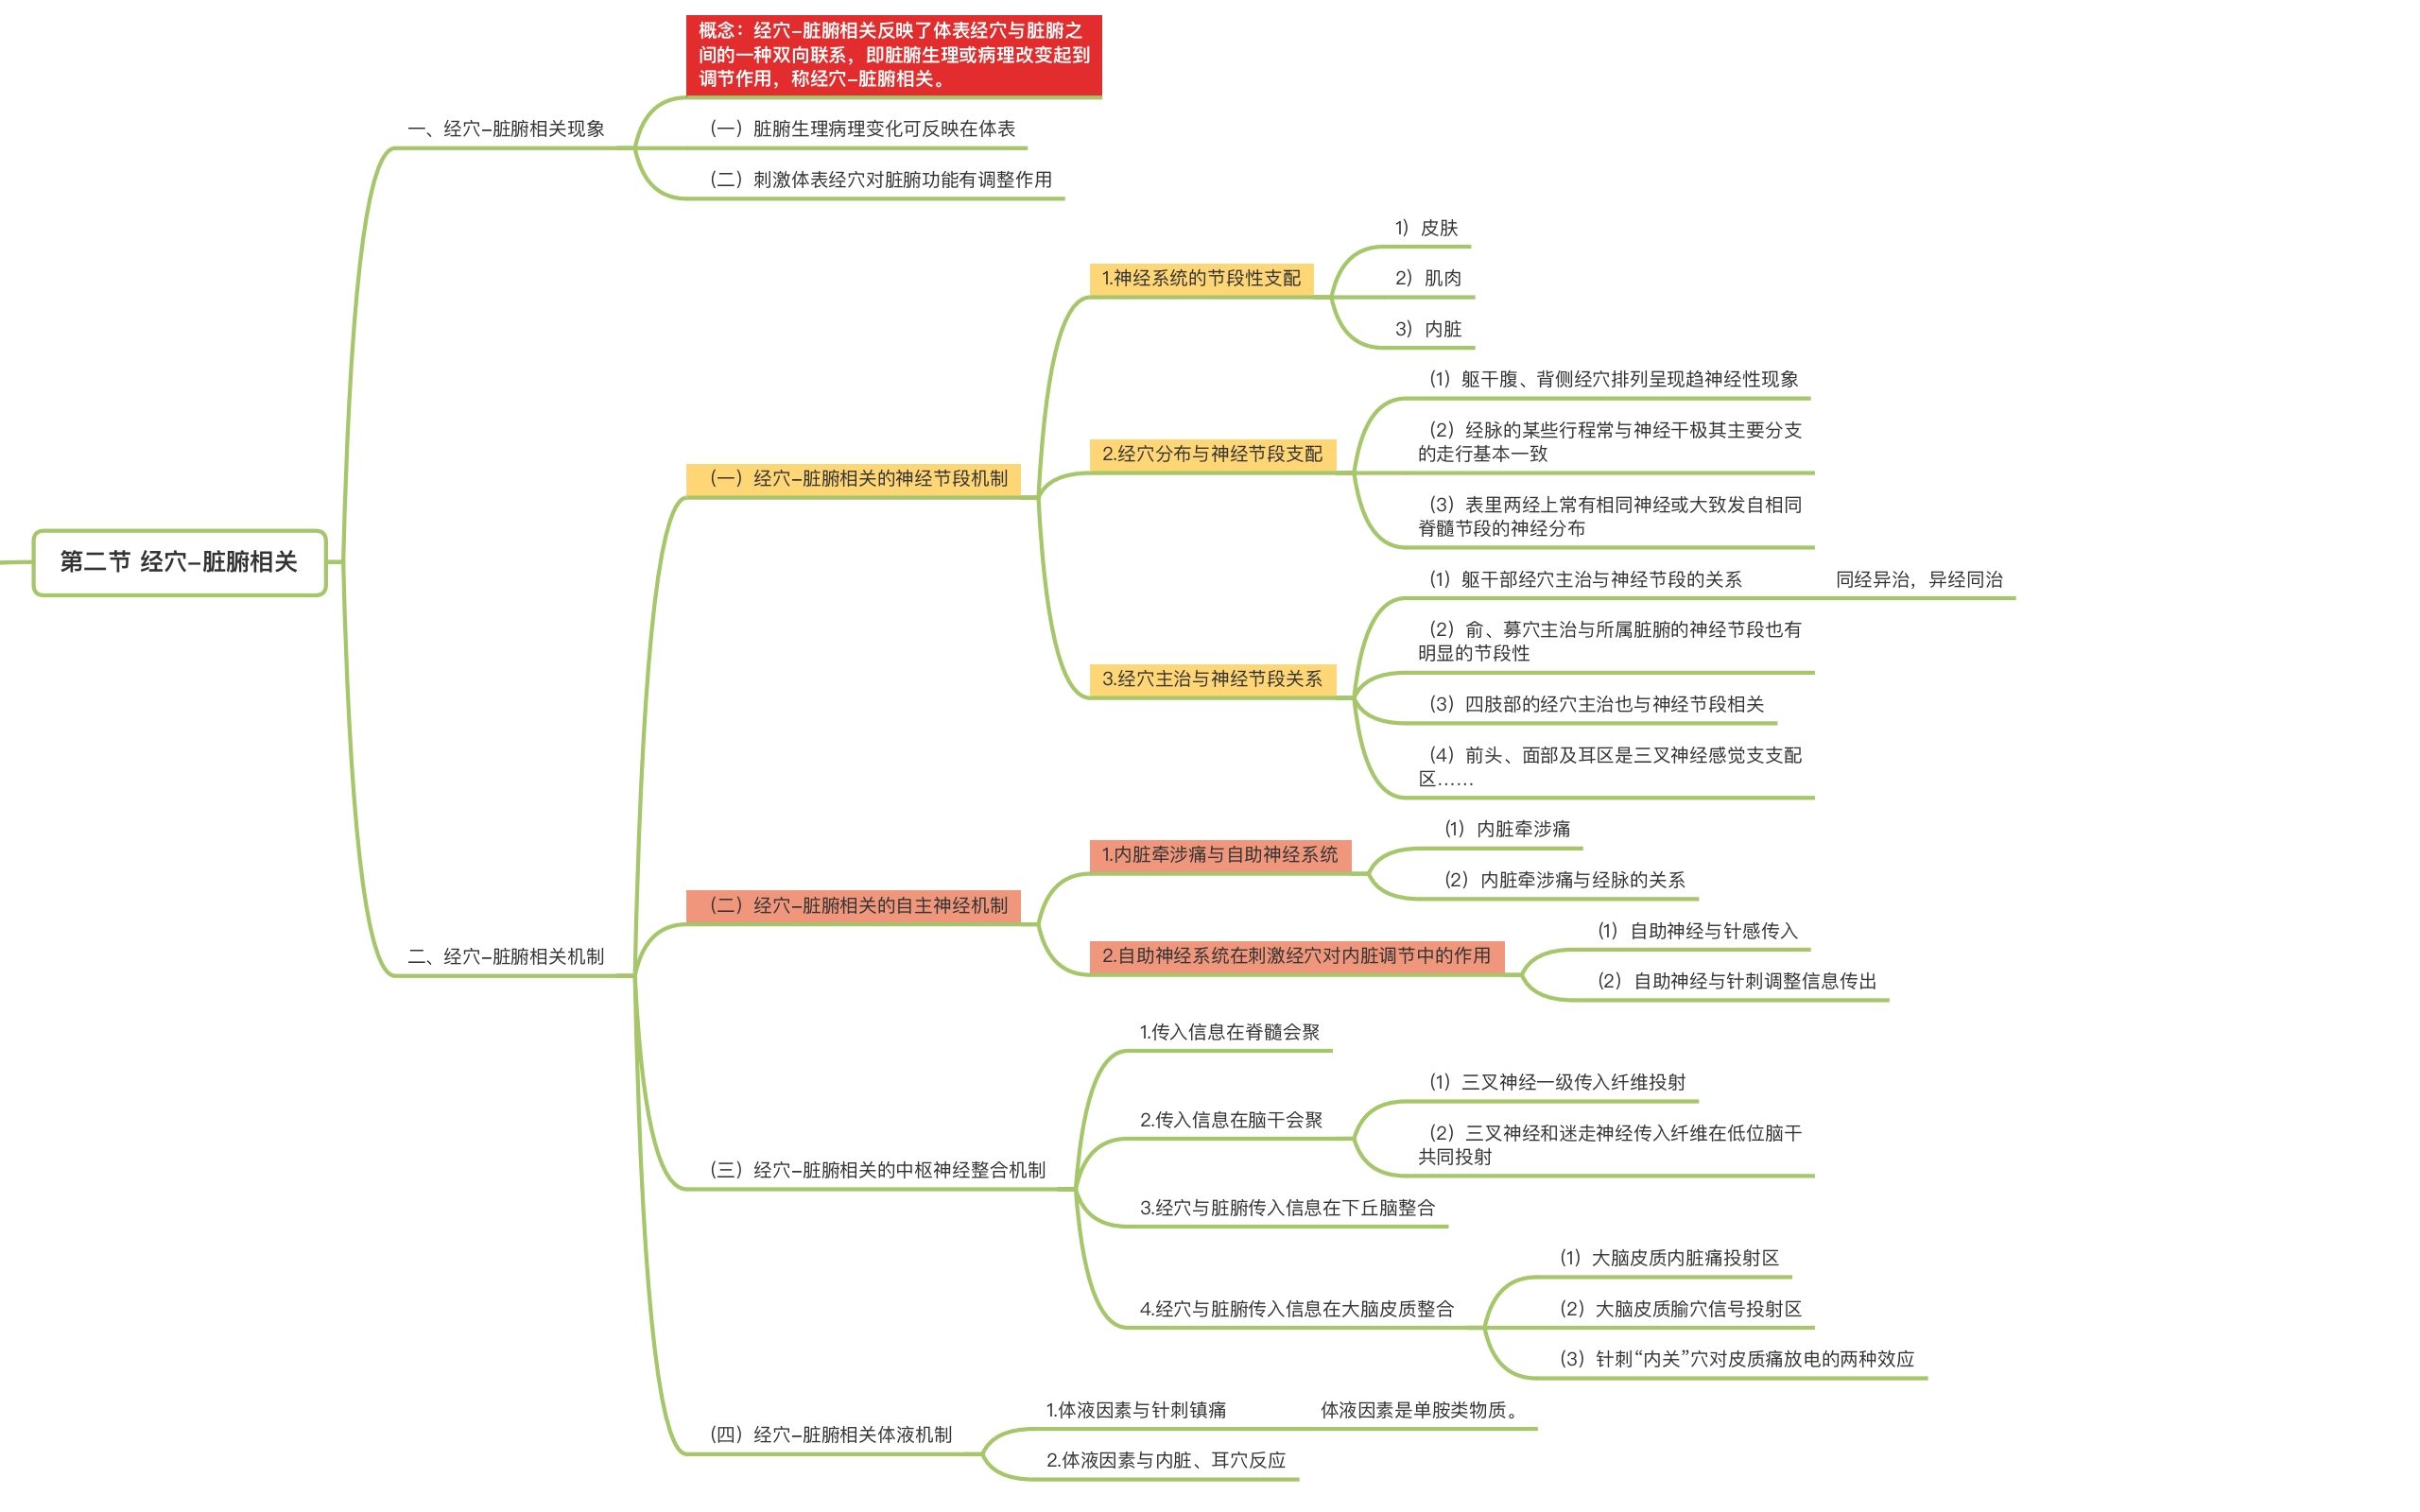 概念：经穴-脏腑相关反映了体表经穴与脏腑之
间的一种双向联系，即脏腑生理或病理改变起到
调节作用，称经穴-脏腑相关。
一、经穴-脏腑相关现象
（一）脏腑生理病理变化可反映在体表
（二）刺激体表经穴对脏腑功能有调整作用
1）皮肤
1.神经系统的节段性支配
2）肌肉
3）内脏
（1）躯干腹、背侧经穴排列呈现趋神经性现象
（2）经脉的某些行程常与神经干极其主要分支
的走行基本一致
2.经穴分布与神经节段支配
（一）经穴-脏腑相关的神经节段机制
（3）表里两经上常有相同神经或大致发自相同
脊髓节段的神经分布
第二节 经穴-脏腑相关
（1）躯干部经穴主治与神经节段的关系
同经异治，异经同治
（2）俞、募穴主治与所属脏腑的神经节段也有
明显的节段性
3.经穴主治与神经节段关系
（3）四肢部的经穴主治也与神经节段相关
（4）前头、面部及耳区是三叉神经感觉支支配
区……
（1）内脏牵涉痛
1.内脏牵涉痛与自助神经系统
（2）内脏牵涉痛与经脉的关系
（二）经穴-脏腑相关的自主神经机制
（1）自助神经与针感传入
2.自助神经系统在刺激经穴对内脏调节中的作用
（2）自助神经与针刺调整信息传出
二、经穴-脏腑相关机制
1.传入信息在脊髓会聚
（1）三叉神经一级传入纤维投射
2.传入信息在脑干会聚
（2）三叉神经和迷走神经传入纤维在低位脑干
共同投射
（三）经穴-脏腑相关的中枢神经整合机制
3.经穴与脏腑传入信息在下丘脑整合
（1）大脑皮质内脏痛投射区
4.经穴与脏腑传入信息在大脑皮质整合
（2）大脑皮质腧穴信号投射区
（3）针刺“内关”穴对皮质痛放电的两种效应
1.体液因素与针刺镇痛
体液因素是单胺类物质。
（四）经穴-脏腑相关体液机制
2.体液因素与内脏、耳穴反应